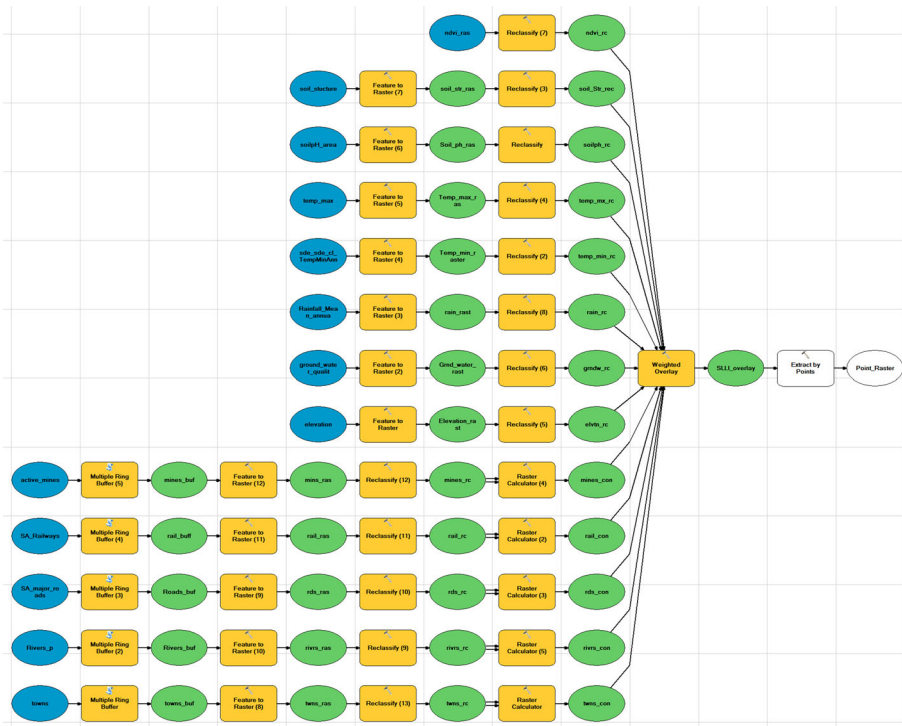 ndvi_ras
Reclassify (7)
ndvi_rc
soil_stucture
Feature to
Raster (7)
soil_str_ras
Reclassify (3)
soil_Str_rec
soilpH_area
Feature to
Raster (6)
Soil_ph_ras
Reclassify
soilph_rc
temp_max
Feature to
Raster (5)
Temp_max_r
as
Reclassify (4)
temp_mx_rc
sde_sde_cl_
TempMinAnn
Feature to
Raster (4)
Temp_min_r
aster
Reclassify (2)
temp_min_rc
Rainfall_Mea
n_annua
Feature to
Raster (3)
rain_rast
Reclassify (8)
rain_rc
ground_wate
r_qualit
Feature to
Raster (2)
Grnd_water_
rast
Reclassify (6)
grndw_rc
Weighted
Overlay
SLLI_overlay
Extract by
Points
Point_Raster
elevation
Feature to
Raster
Elevation_ra
st
Reclassify (5)
elvtn_rc
active_mines
Multiple Ring
Buffer (5)
mines_buf
Feature to
Raster (12)
mins_ras
Reclassify (12)
mines_rc
Raster
Calculator (4)
mines_con
SA_Railways
Multiple Ring
Buffer (4)
rail_buff
Feature to
Raster (11)
rail_ras
Reclassify (11)
rail_rc
Raster
Calculator (2)
rail_con
SA_major_ro
ads
Multiple Ring
Buffer (3)
Roads_buf
Feature to
Raster (9)
rds_ras
Reclassify (10)
rds_rc
Raster
Calculator (3)
rds_con
Rivers_p
Multiple Ring
Buffer (2)
Rivers_buf
Feature to
Raster (10)
rivrs_ras
Reclassify (9)
rivrs_rc
Raster
Calculator (5)
rivrs_con
towns
Multiple Ring
Buffer
towns_buf
Feature to
Raster (8)
twns_ras
Reclassify (13)
twns_rc
Raster
Calculator
twns_con